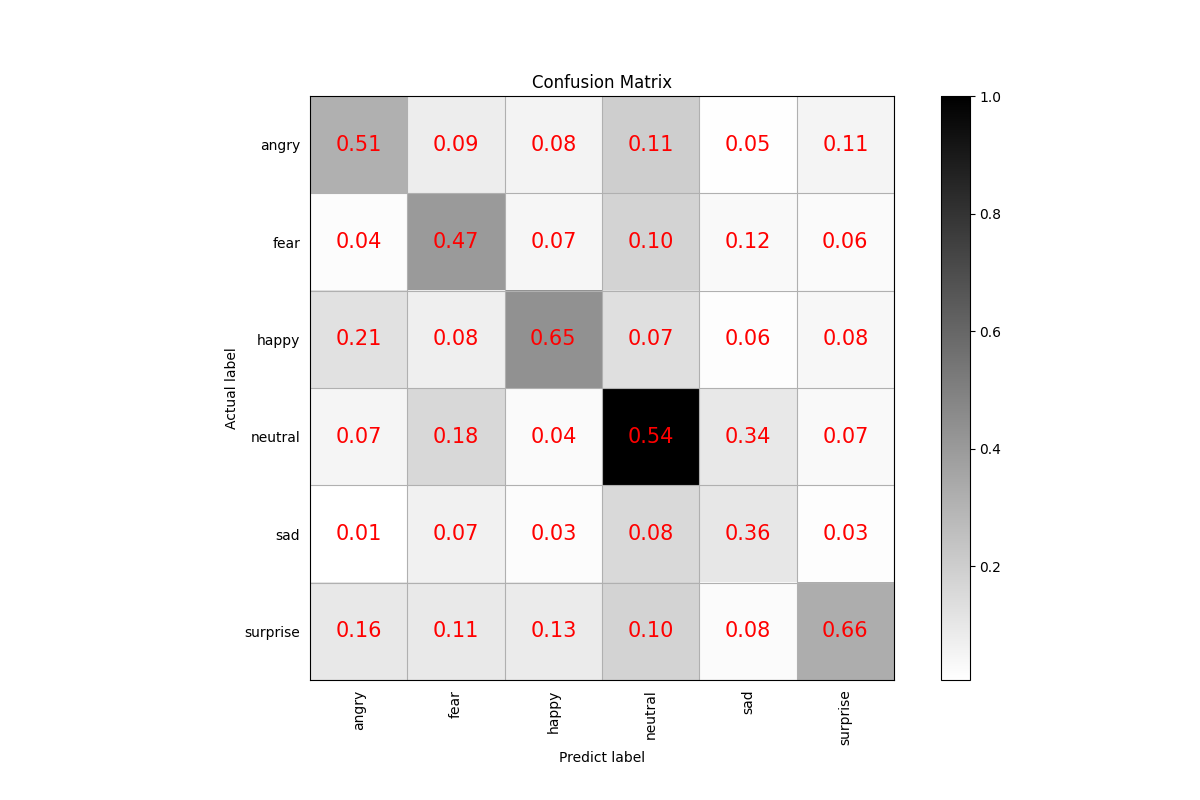 Confusion Matrix
angry 0.51 0.09 0.08 0.11 0.05 0.11
fear 0.04 0.47 0.07 0.10 0.12 0.06
happy 0.21 0.08 0.65 0.07 0.06 0.08
neutral 0.07 0.18 0.04 0.54 0.34 0.07
sad 0.01 0.07 0.03 0.08 0.36 0.03
surprise 0.16 0.11 0.13 0.10 0.08 0.66
angry fear happy neutral sad surprise
Predict label
Actual label
1.0
0.8
0.6
0.4
0.2